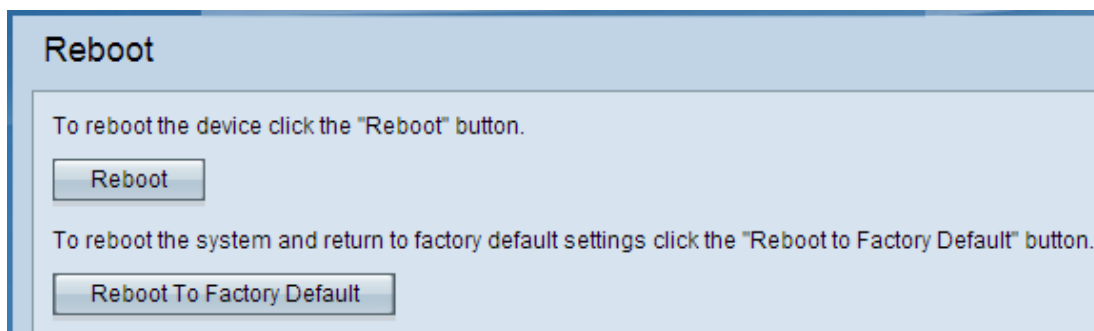 Reboot
To reboot the device click the "Reboot" button.
Reboot
To reboot the system and return to factory default settings click the "Reboot to Factory Default" button.
Reboot To Factory Default